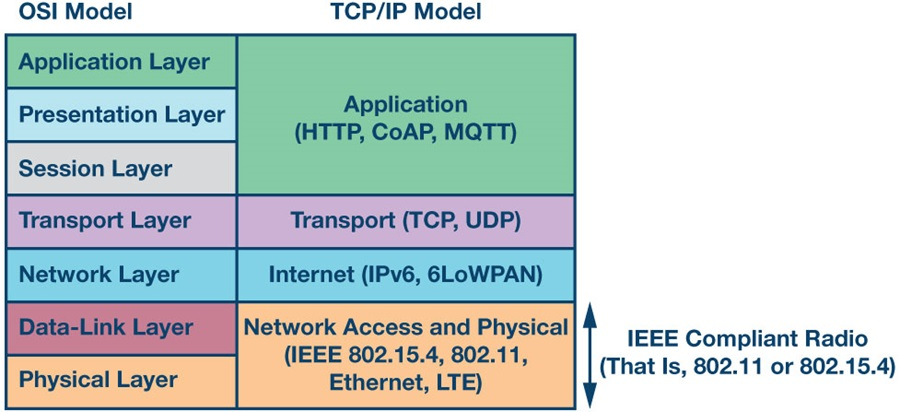 OSI Model
TCP/IP Model
Application Layer
Presentation Layer
Session Layer
Application
(HTTP, CoAP, MQTT)
Transport Layer
Transport (TCP, UDP)
Network Layer
Internet (IPv6, 6LoWPAN)
Data-Link Layer
Physical Layer
Network Access and Physical
(IEEE 802.15.4, 802.11,
Ethernet, LTE)
IEEE Compliant Radio
(That Is, 802.11 or 802.15.4)